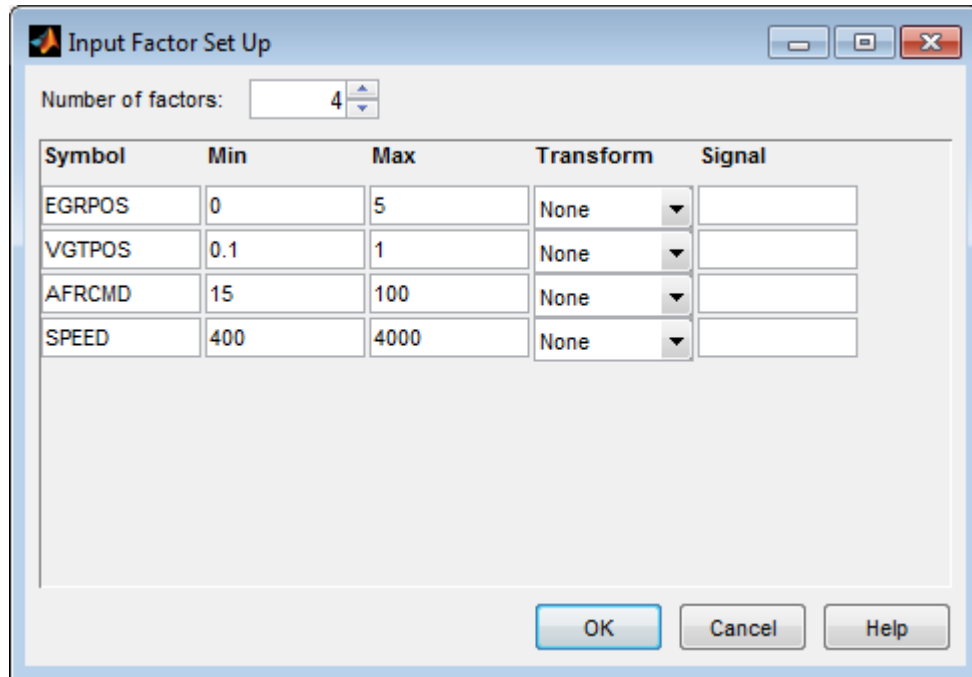 Input Factor Set Up
Number of factors: 4
Symbol Min Max Transform Signal
EGRPOS 0 5 None
VGTPOS 0.1 1 None
AFRCMD 15 100 None
SPEED 400 4000 None
OK Cancel Help